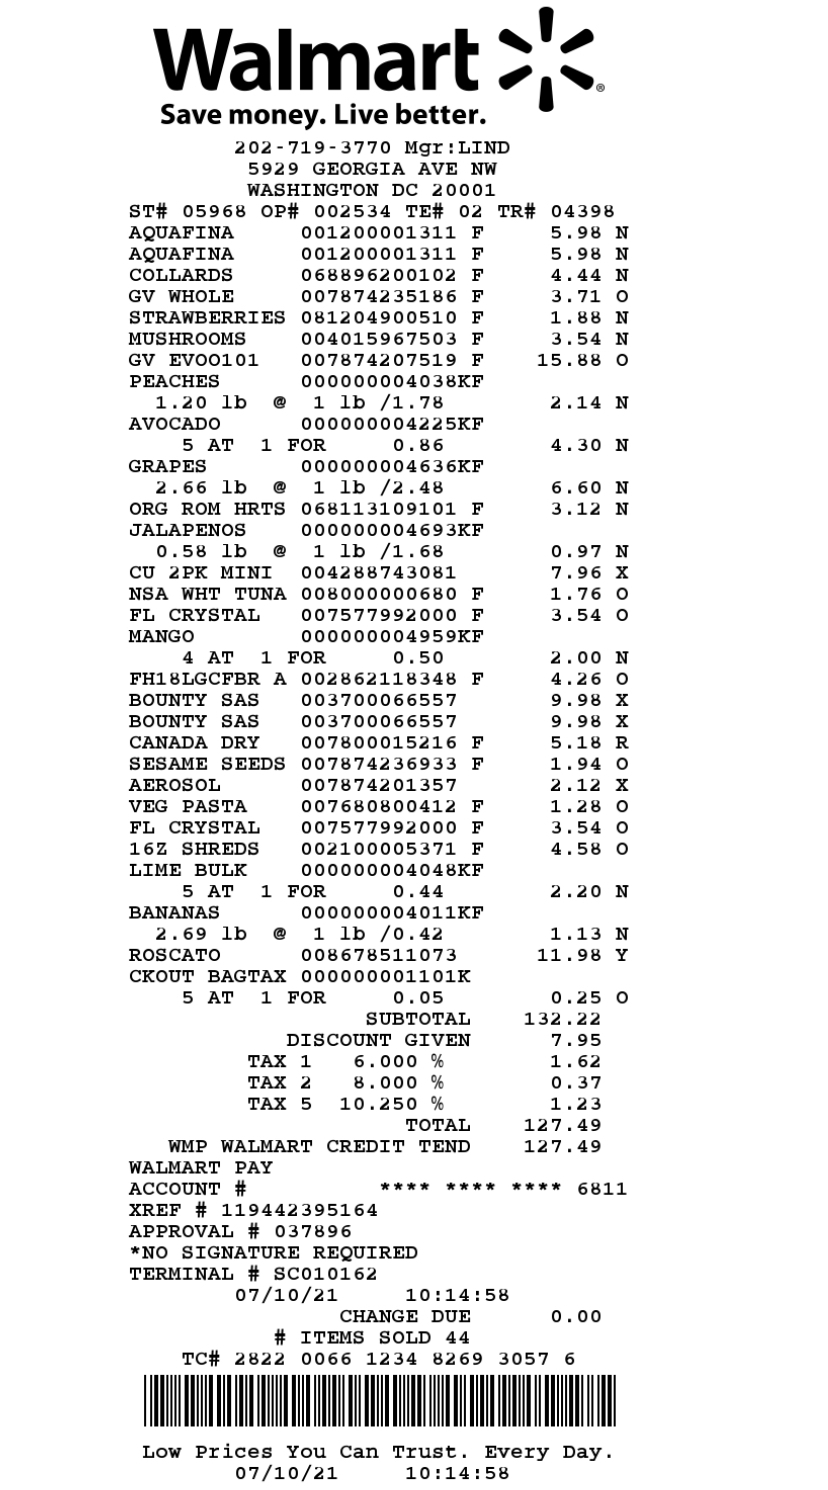 Walmart
®
Save money. Live better.
202-719-3770 Mgr:LIND
5929 GEORGIA AVE NW
WASHINGTON DC 20001
ST# 05968 OP# 002534 TE# 02 TR# 04398
AQUAFINA 001200001311 F 5.98 N
AQUAFINA 001200001311 F 5.98 N
COLLARDS 068896200102 F 4.44 N
GV WHOLE 007874235186 F 3.71 O
STRAWBERRIES 081204900510 F 1.88 N
MUSHROOMS 004015967503 F 3.54 N
GV EVOO101 007874207519 F 15.88 O
PEACHES 000000004038KF
1.20 lb @ 1 lb /1.78 2.14 N
AVOCADO 000000004225KF
5 AT 1 FOR 0.86 4.30 N
GRAPES 000000004636KF
2.66 lb @ 1 lb /2.48 6.60 N
ORG ROM HRTS 068113109101 F 3.12 N
JALAPENOS 000000004693KF
0.58 lb @ 1 lb /1.68 0.97 N
CU 2PK MINI 004288743081 7.96 X
NSA WHT TUNA 008000000680 F 1.76 O
FL CRYSTAL 007577992000 F 3.54 O
MANGO 000000004959KF
4 AT 1 FOR 0.50 2.00 N
FH18LGCFBR A 002862118348 F 4.26 O
BOUNTY SAS 003700066557 9.98 X
BOUNTY SAS 003700066557 9.98 X
CANADA DRY 007800015216 F 5.18 R
SESAME SEEDS 007874236933 F 1.94 O
AEROSOL 007874201357 2.12 X
VEG PASTA 007680800412 F 1.28 O
FL CRYSTAL 007577992000 F 3.54 O
16Z SHREDS 002100005371 F 4.58 O
LIME BULK 000000004048KF
5 AT 1 FOR 0.44 2.20 N
BANANAS 000000004011KF
2.69 lb @ 1 lb /0.42 1.13 N
ROSCATO 008678511073 11.98 Y
CKOUT BAGTAX 000000001101K
5 AT 1 FOR 0.05 0.25 O
SUBTOTAL 132.22
DISCOUNT GIVEN 7.95
TAX 1 6.000 % 1.62
TAX 2 8.000 % 0.37
TAX 5 10.250 % 1.23
TOTAL 127.49
WMP WALMART CREDIT TEND 127.49
WALMART PAY
ACCOUNT # **** **** **** 6811
XREF # 119442395164
APPROVAL # 037896
*NO SIGNATURE REQUIRED
TERMINAL # SC010162
07/10/21 10:14:58
CHANGE DUE 0.00
# ITEMS SOLD 44
TC# 2822 0066 1234 8269 3057 6
Low Prices You Can Trust. Every Day.
07/10/21 10:14:58